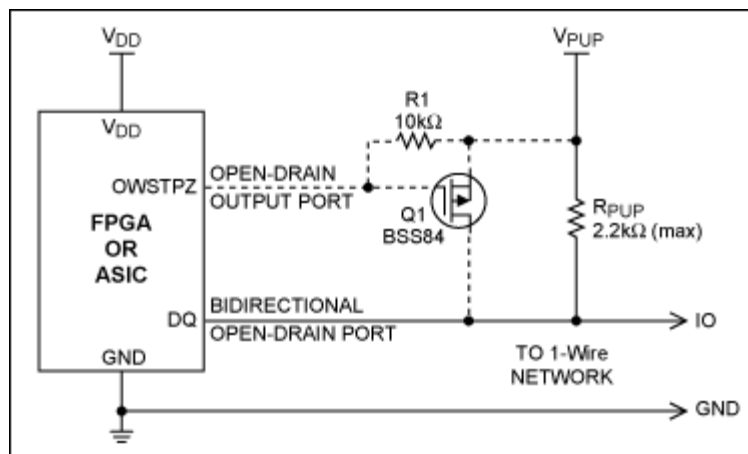 VDD
VPUP
R1
10kΩ
VDD
OWSTPZ
OPEN-DRAIN
OUTPUT PORT
FPGA
OR
ASIC
Q1
BSS84
RPUP
2.2kΩ (max)
DQ
BIDIRECTIONAL
OPEN-DRAIN PORT
IO
GND
TO 1-Wire
NETWORK
GND